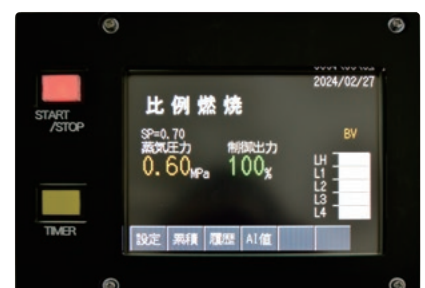 2024/02/27
START
/STOP
比例燃焼
SP=0.70
蒸気圧力
制御出力
BV
0.60MPa
100%
LH
L1
L2
L3
L4
TIMER
設定
累積
履歴
AI値